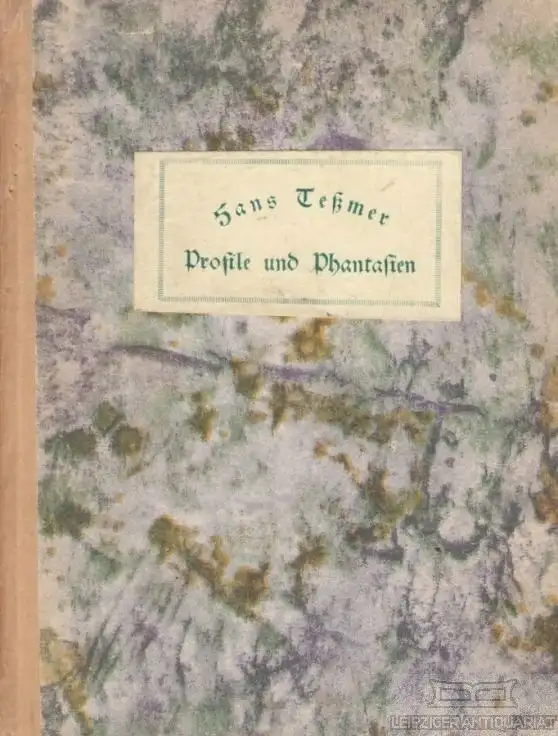 Hans Teßmer
Profile und Phantasien
LEIPZIGER ANTIQUARIAT